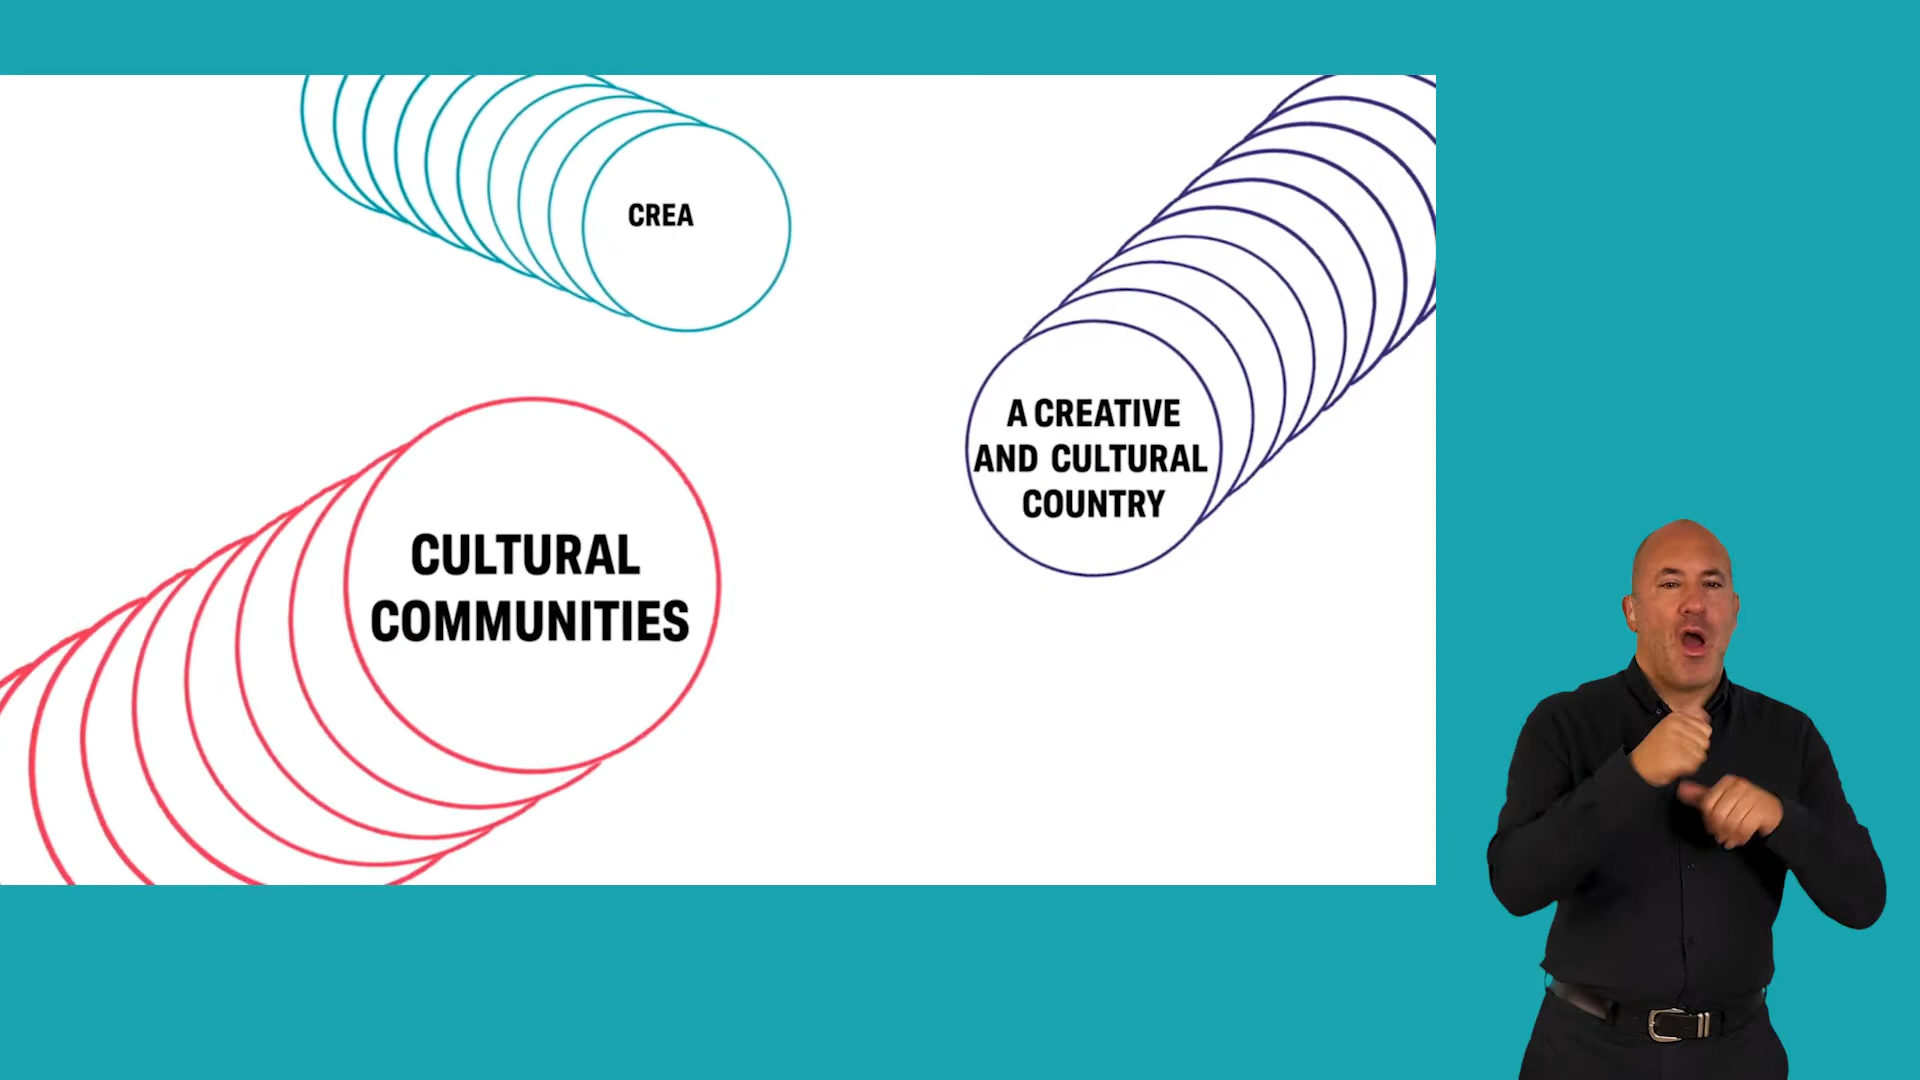 CREA
A CREATIVE
AND CULTURAL
COUNTRY
CULTURAL
COMMUNITIES